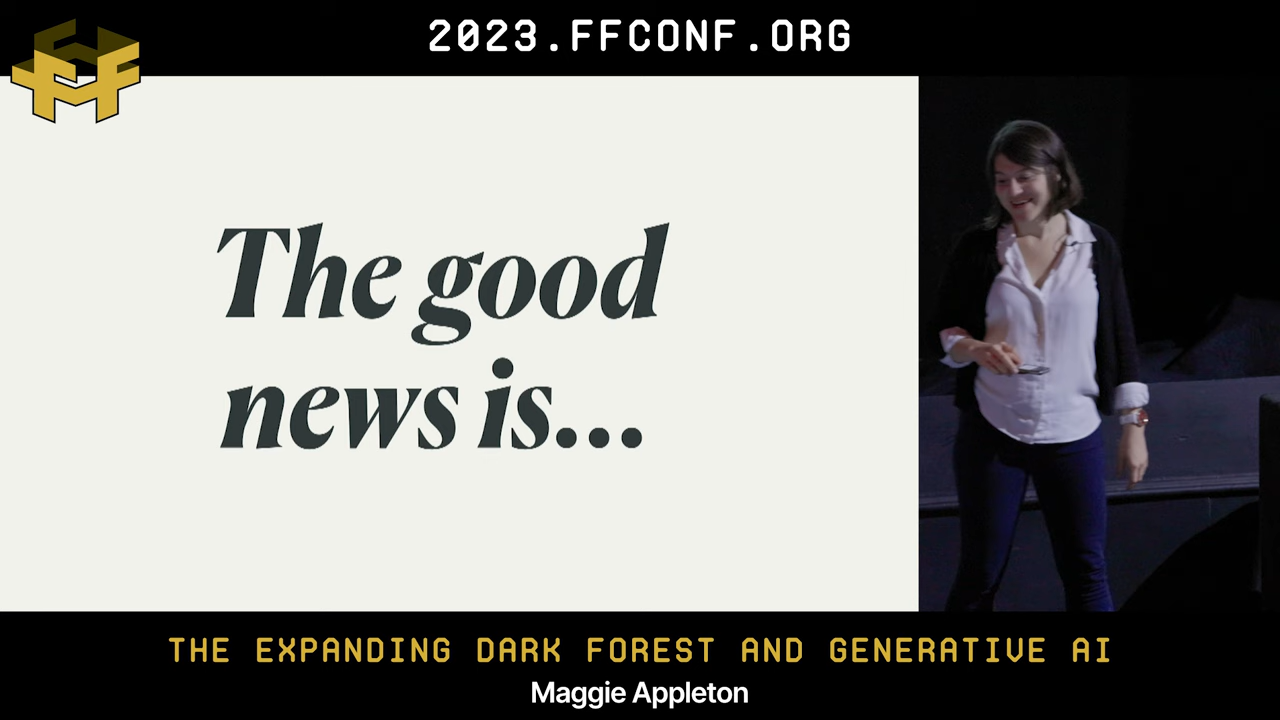 2023.FFCONF.ORG
The good
news is...
THE EXPANDING DARK FOREST AND GENERATIVE AI
Maggie Appleton